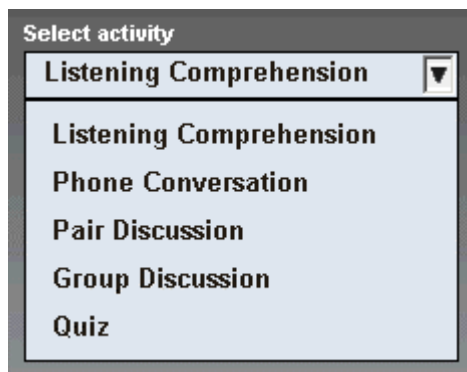 Select activity
Listening Comprehension
Listening Comprehension
Phone Conversation
Pair Discussion
Group Discussion
Quiz